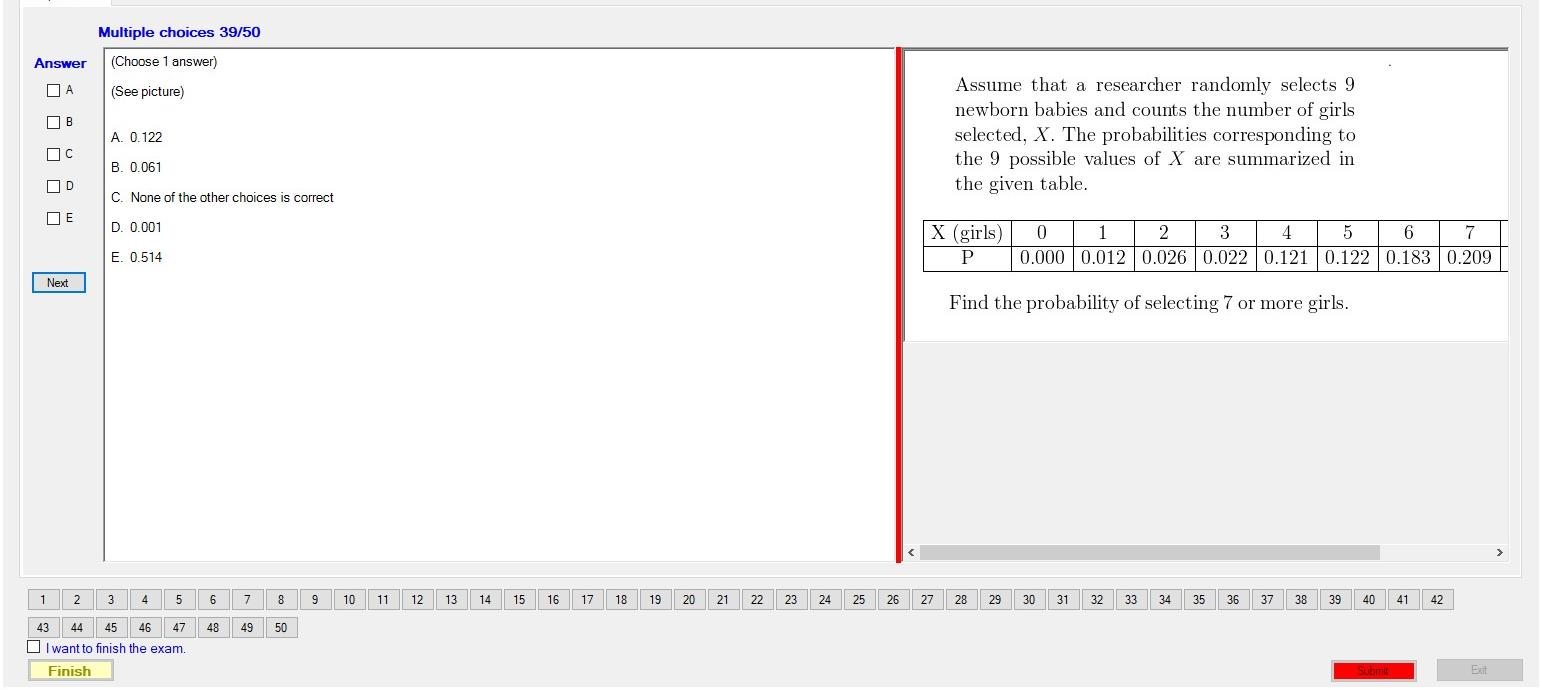 Multiple choices 39/50
Answer
A
B
C
D
E
Next
(Choose 1 answer)
(See picture)
A. 0.122
B. 0.061
C. None of the other choices is correct
D. 0.001
E. 0.514
Assume that a researcher randomly selects 9
newborn babies and counts the number of girls
selected, X. The probabilities corresponding to
the 9 possible values of X are summarized in
the given table.
X (girls) 0 1 2 3 4 5 6 7
P 0.000 0.012 0.026 0.022 0.121 0.122 0.183 0.209
Find the probability of selecting 7 or more girls.
1 2 3 4 5 6 7 8 9 10 11 12 13 14 15 16 17 18 19 20 21 22 23 24 25 26 27 28 29 30 31 32 33 34 35 36 37 38 39 40 41 42
43 44 45 46 47 48 49 50
I want to finish the exam.
Finish
Submit
Exit